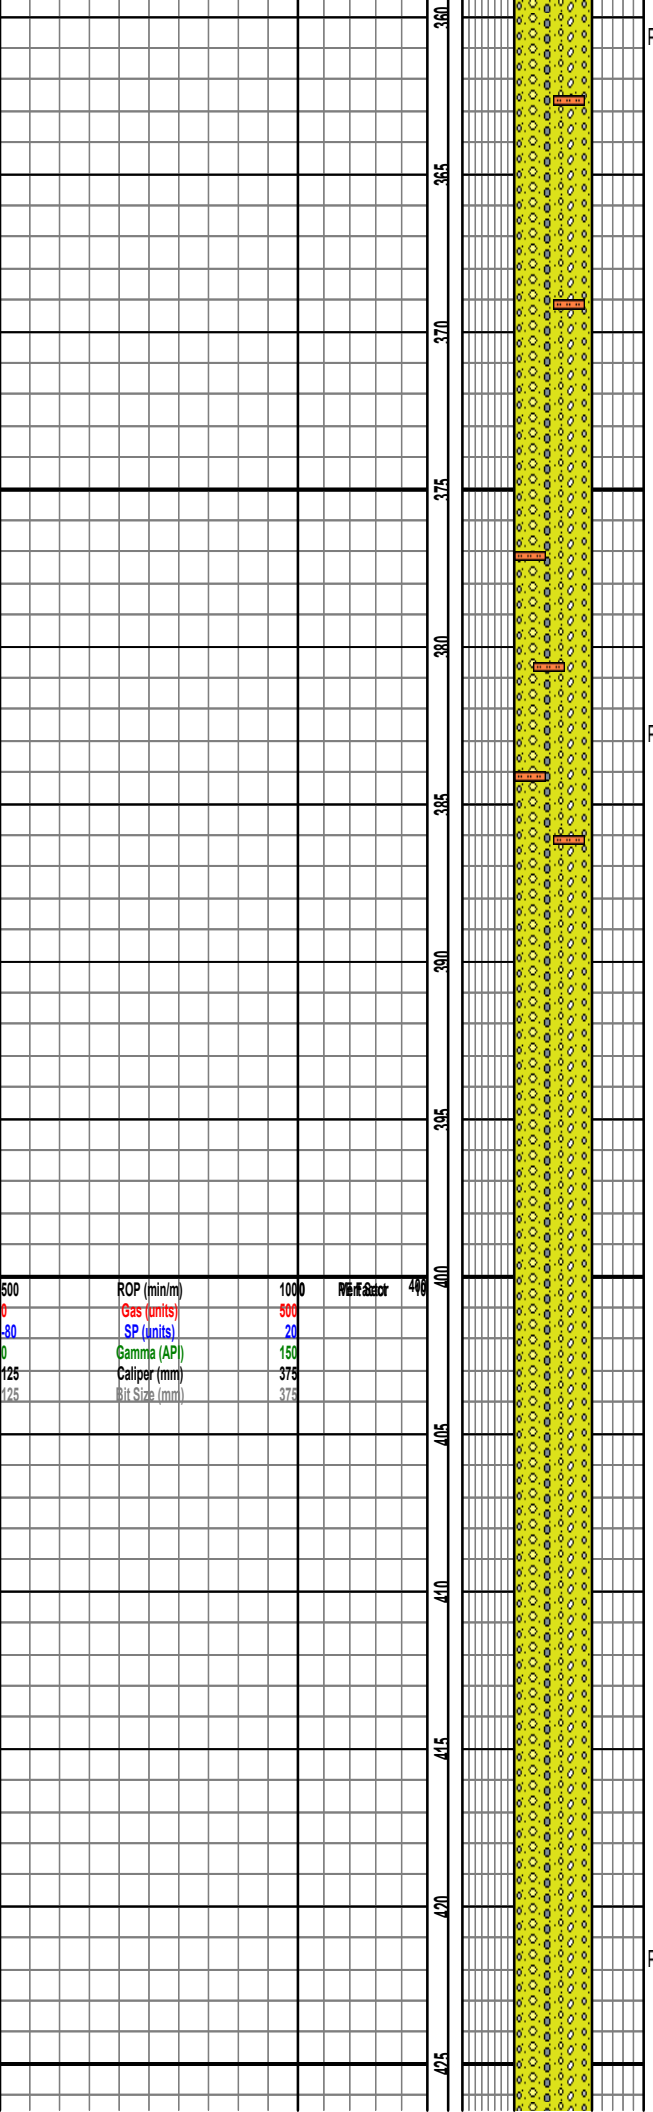 360
F
365
370
375
380
F
385
390
395
400
500 ROP (min/m) 1000
0 Gas (units) 500
-80 SP (units) 20
0 Gamma (API) 150
125 Caliper (mm) 375
125 Bit Size (mm) 375
405
410
415
420
F
425